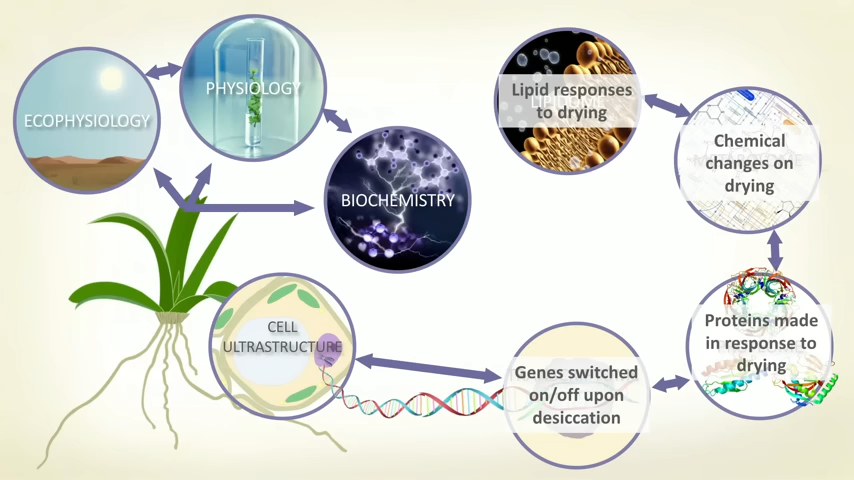 ECOPHYSIOLOGY
PHYSIOLOGY
BIOCHEMISTRY
CELL
ULTRASTRUCTURE
Lipid responses
to drying
Chemical
changes on
drying
Proteins made
in response to
drying
Genes switched
on/off upon
desiccation